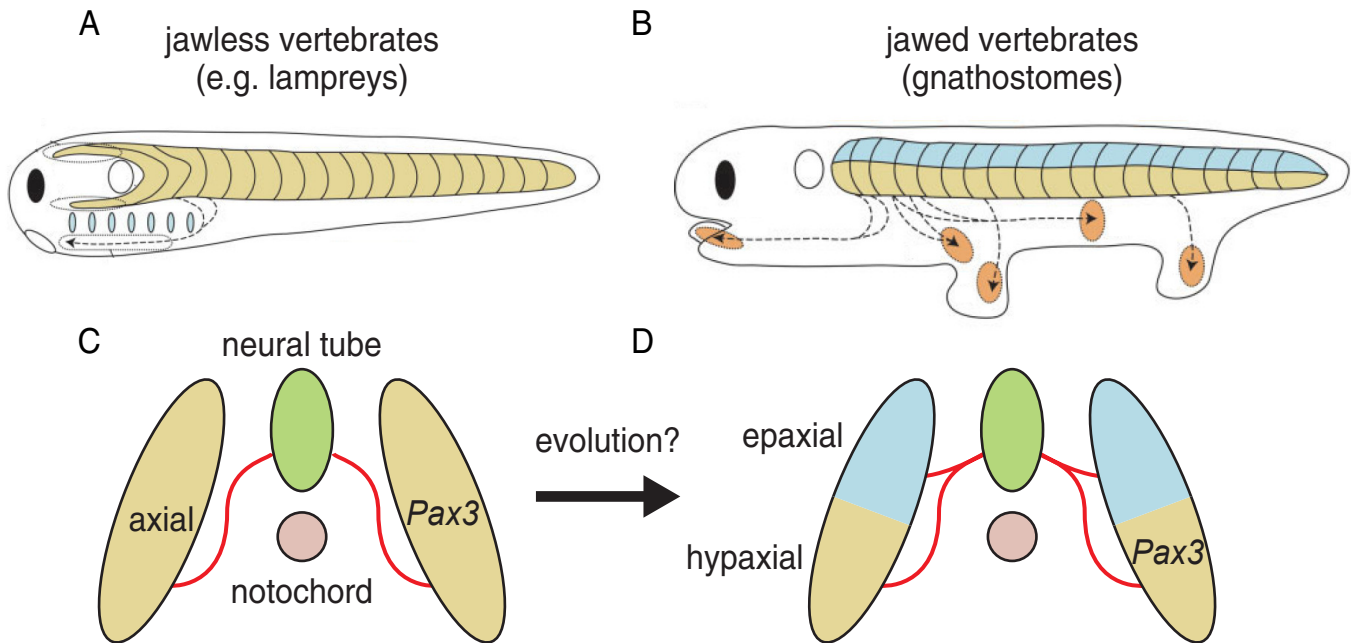 A
jawless vertebrates
(e.g. lampreys)
B
jawed vertebrates
(gnathostomes)
C
neural tube
axial
Pax3
notochord
evolution?
D
epaxial
hypaxial
Pax3